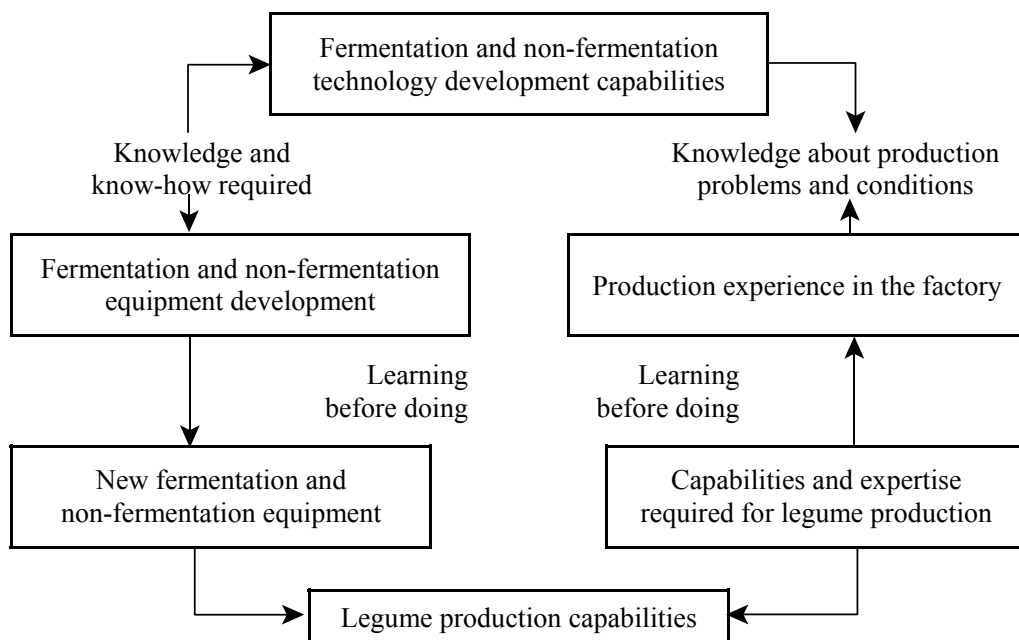 Fermentation and non-fermentation
technology development capabilities
Knowledge and
know-how required
Knowledge about production
problems and conditions
Fermentation and non-fermentation
equipment development
Production experience in the factory
Learning
before doing
Learning
before doing
New fermentation and
non-fermentation equipment
Capabilities and expertise
required for legume production
Legume production capabilities